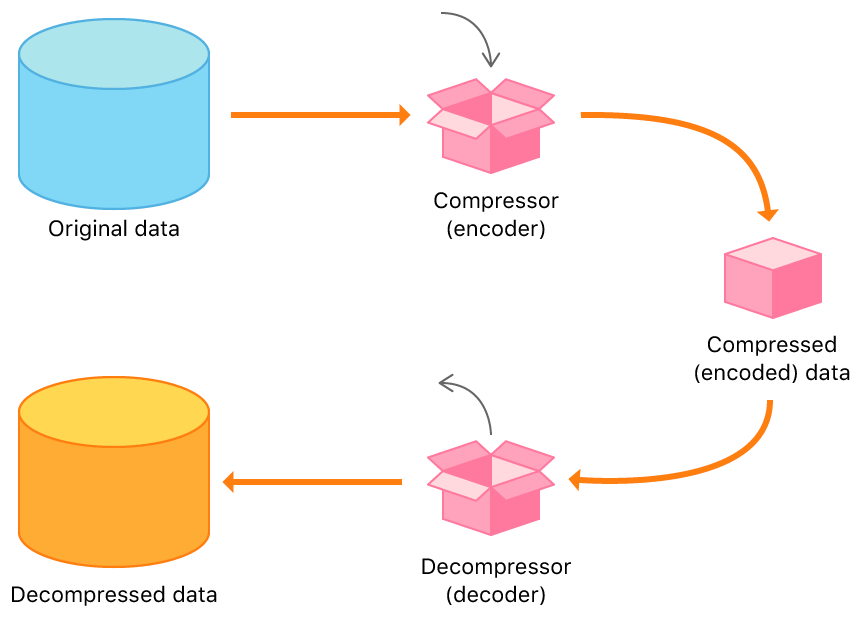 Original data
Compressor
(encoder)
Compressed
(encoded) data
Decompressor
(decoder)
Decompressed data